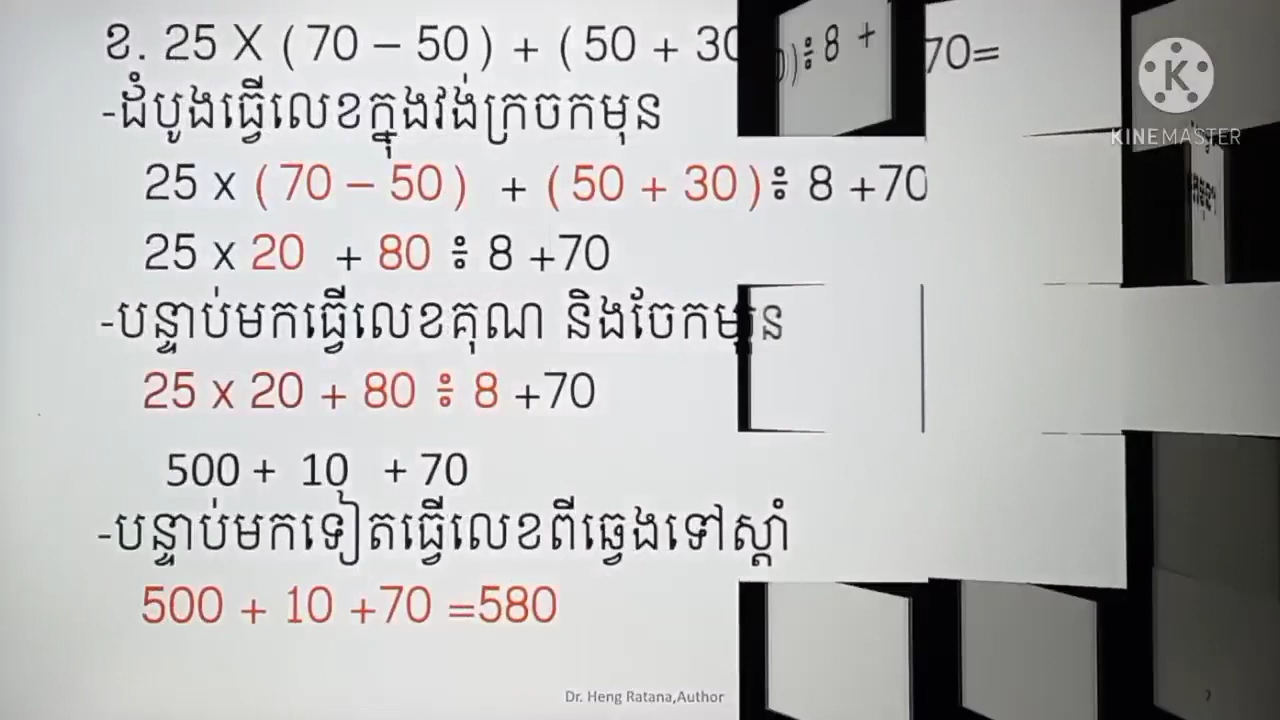 ខ. 25 X ( 70 – 50 ) + ( 50 + 30 ) ÷ 8 + 70=
-ដំបូងធ្វើលេខក្នុងវង់ក្រចកមុន
25 x ( 70 – 50 ) + ( 50 + 30 ) ÷ 8 +70
25 x 20 + 80 ÷ 8 +70
-បន្ទាប់មកធ្វើលេខគុណ និងចែកមុន
25 x 20 + 80 ÷ 8 +70
500 + 10 + 70
-បន្ទាប់មកទៀតធ្វើលេខពីឆ្វេងទៅស្តាំ
500 + 10 +70 =580
Dr. Heng Ratana,Author
K
KINEMASTER